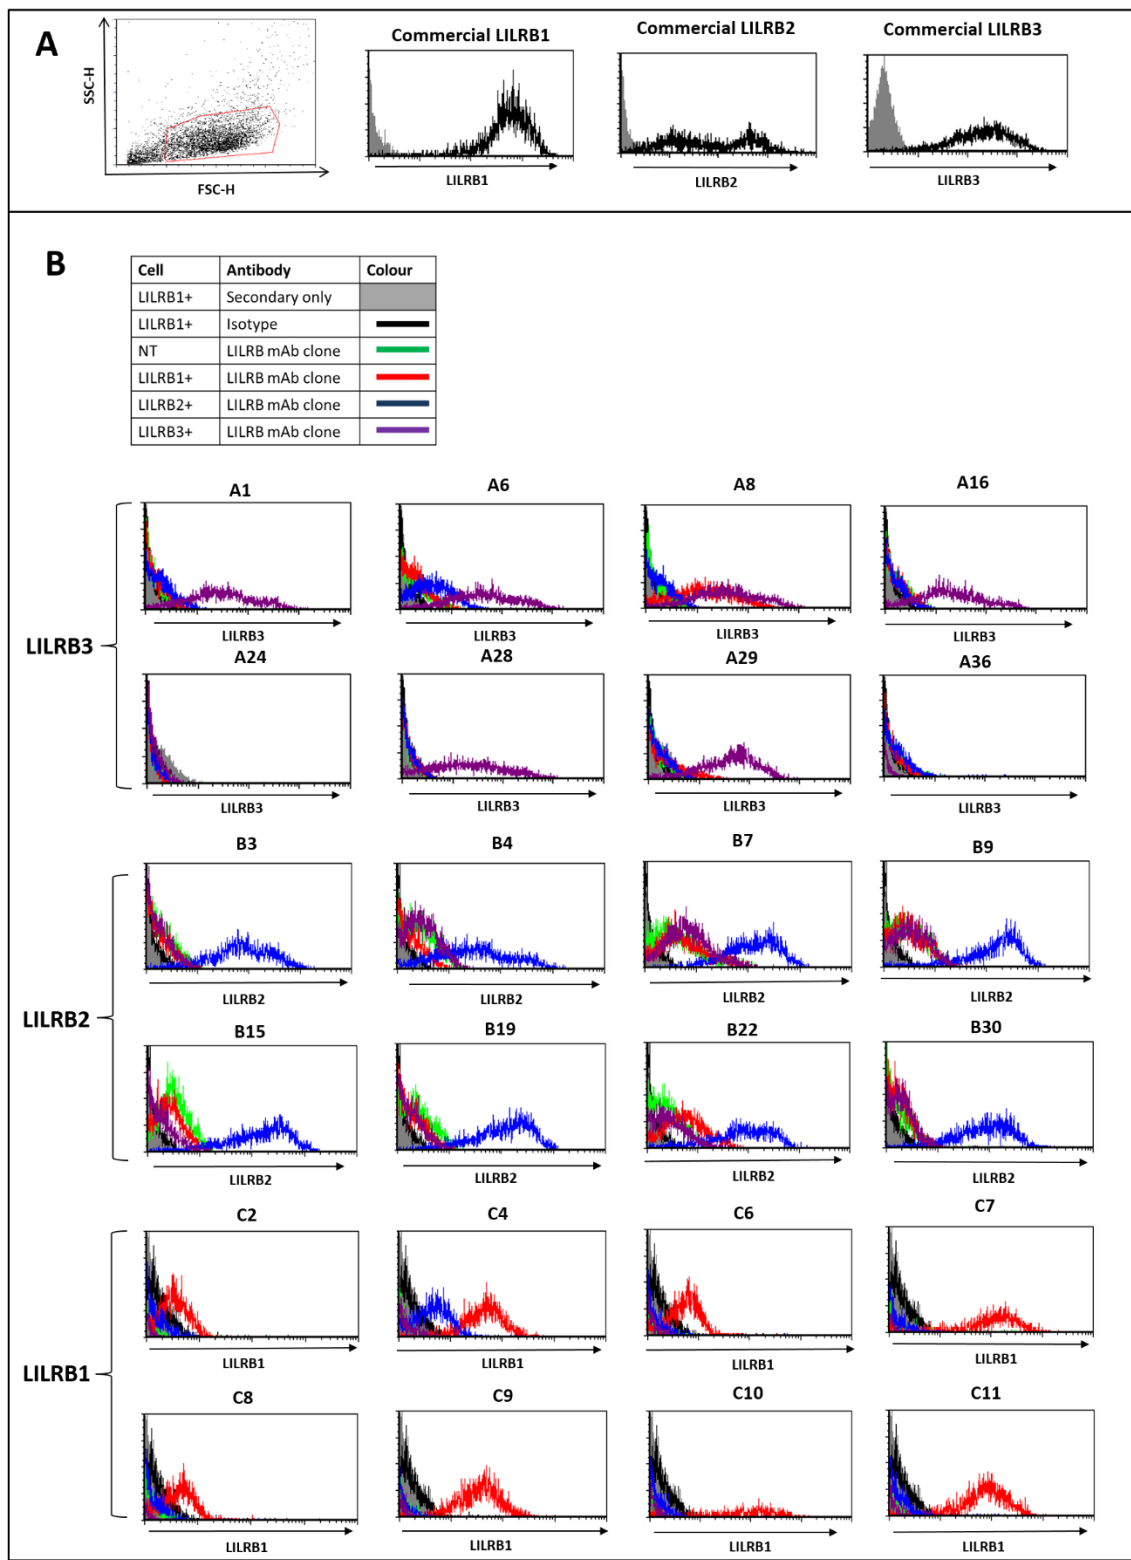 A
SSC-H
FSC-H
Commercial LILRB1
LILRB1
Commercial LILRB2
LILRB2
Commercial LILRB3
LILRB3
B
Cell Antibody Colour
LILRB1+ Secondary only
LILRB1+ Isotype
NT LILRB mAb clone
LILRB1+ LILRB mAb clone
LILRB2+ LILRB mAb clone
LILRB3+ LILRB mAb clone
LILRB3
A1 A6 A8 A16
LILRB3 LILRB3 LILRB3 LILRB3
A24 A28 A29 A36
LILRB3 LILRB3 LILRB3 LILRB3
LILRB2
B3 B4 B7 B9
LILRB2 LILRB2 LILRB2 LILRB2
B15 B19 B22 B30
LILRB2 LILRB2 LILRB2 LILRB2
LILRB1
C2 C4 C6 C7
LILRB1 LILRB1 LILRB1 LILRB1
C8 C9 C10 C11
LILRB1 LILRB1 LILRB1 LILRB1